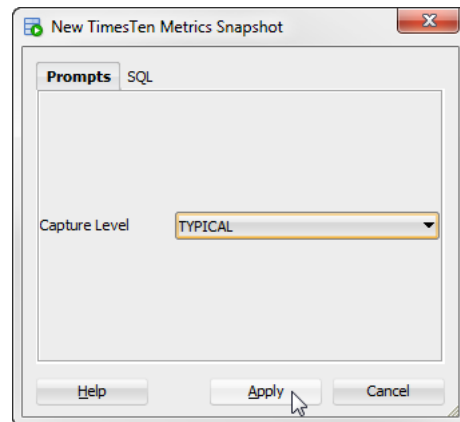 New TimesTen Metrics Snapshot
Prompts SQL
Capture Level TYPICAL
Help Apply Cancel